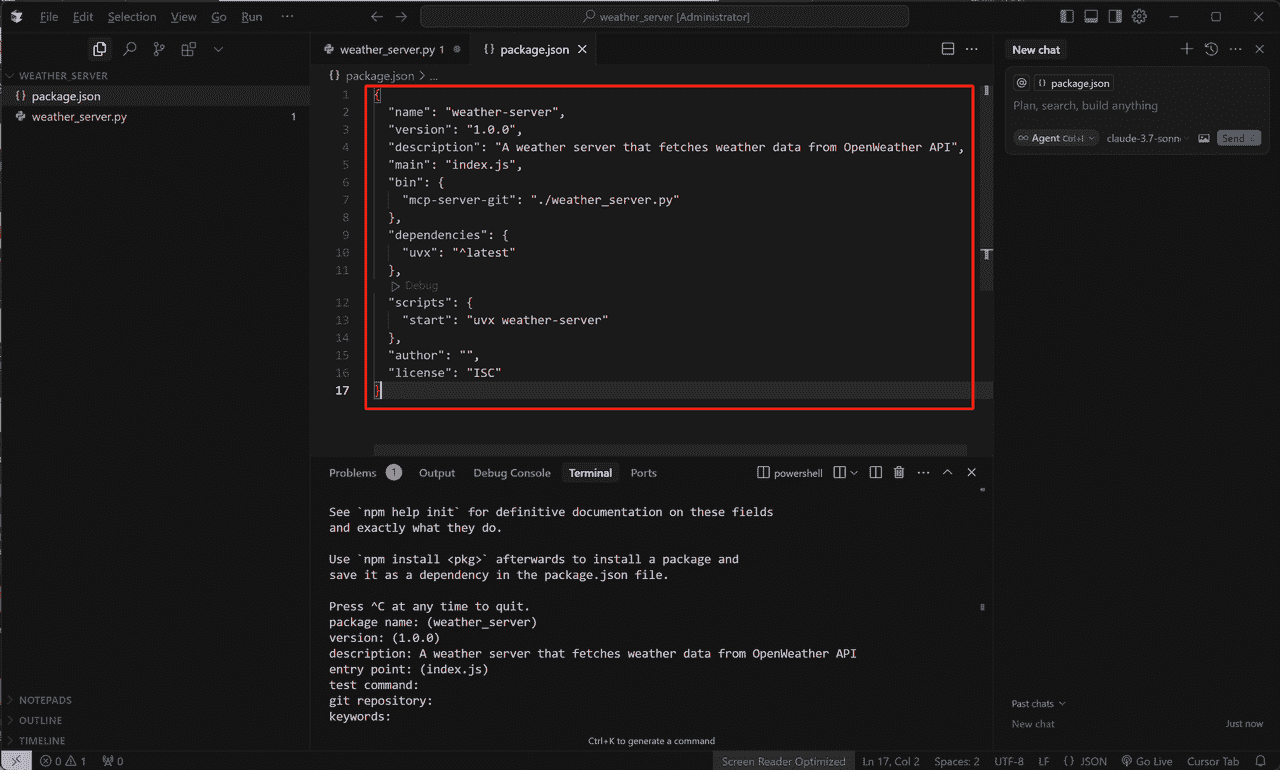 File Edit Selection View Go Run ···
weather_server [Administrator]
WEATHER_SERVER
{} package.json
weather_server.py 1
NOTEPADS
OUTLINE
TIMELINE
weather_server.py 1
{} package.json
{} package.json > ...
1 {
2 "name": "weather-server",
3 "version": "1.0.0",
4 "description": "A weather server that fetches weather data from OpenWeather API",
5 "main": "index.js",
6 "bin": {
7 "mcp-server-git": "./weather_server.py"
8 },
9 "dependencies": {
10 "uvx": "^latest"
11 },
Debug
12 "scripts": {
13 "start": "uvx weather-server"
14 },
15 "author": "",
16 "license": "ISC"
17 }
Problems 1 Output Debug Console Terminal Ports
powershell
See `npm help init` for definitive documentation on these fields
and exactly what they do.
Use `npm install <pkg>` afterwards to install a package and
save it as a dependency in the package.json file.
Press ^C at any time to quit.
package name: (weather_server)
version: (1.0.0)
description: A weather server that fetches weather data from OpenWeather API
entry point: (index.js)
test command:
git repository:
keywords:
Ctrl+K to generate a command
New chat
@ {} package.json
Plan, search, build anything
∞ Agent Ctrl+I claude-3.7-sonn Send
Past chats
New chat Just now
0 1 0
Screen Reader Optimized Ln 17, Col 2 Spaces: 2 UTF-8 LF {} JSON Go Live Cursor Tab